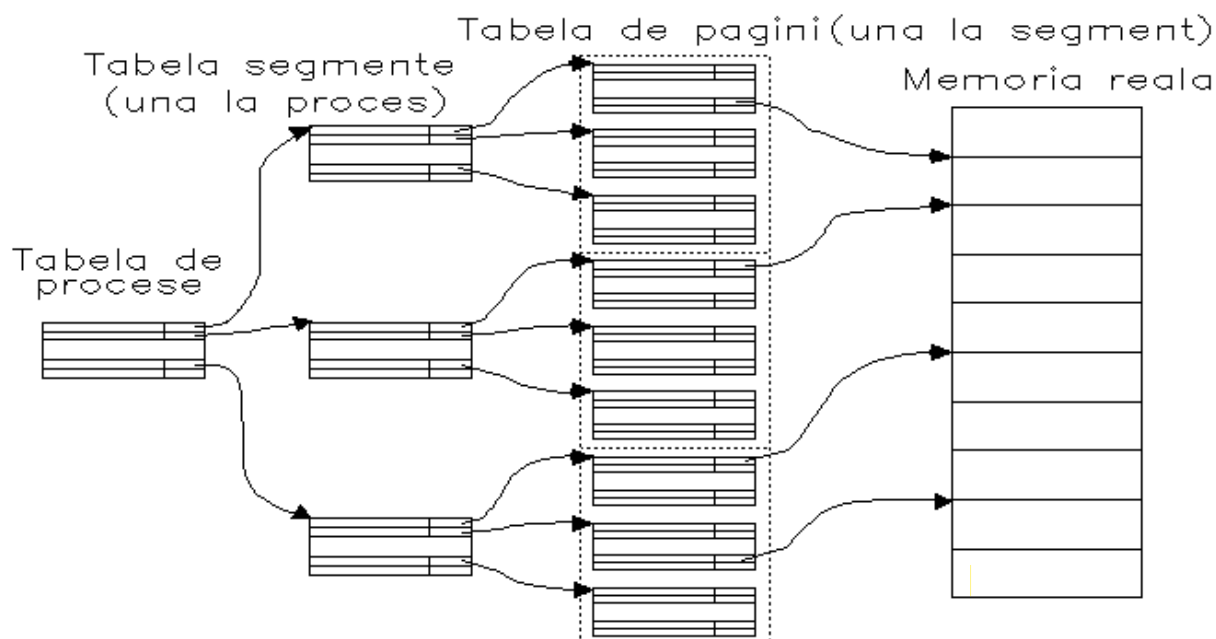 Tabela de pagini(una la segment)
Tabela segmente
(una la proces)
Memoria reala
Tabela de
procese